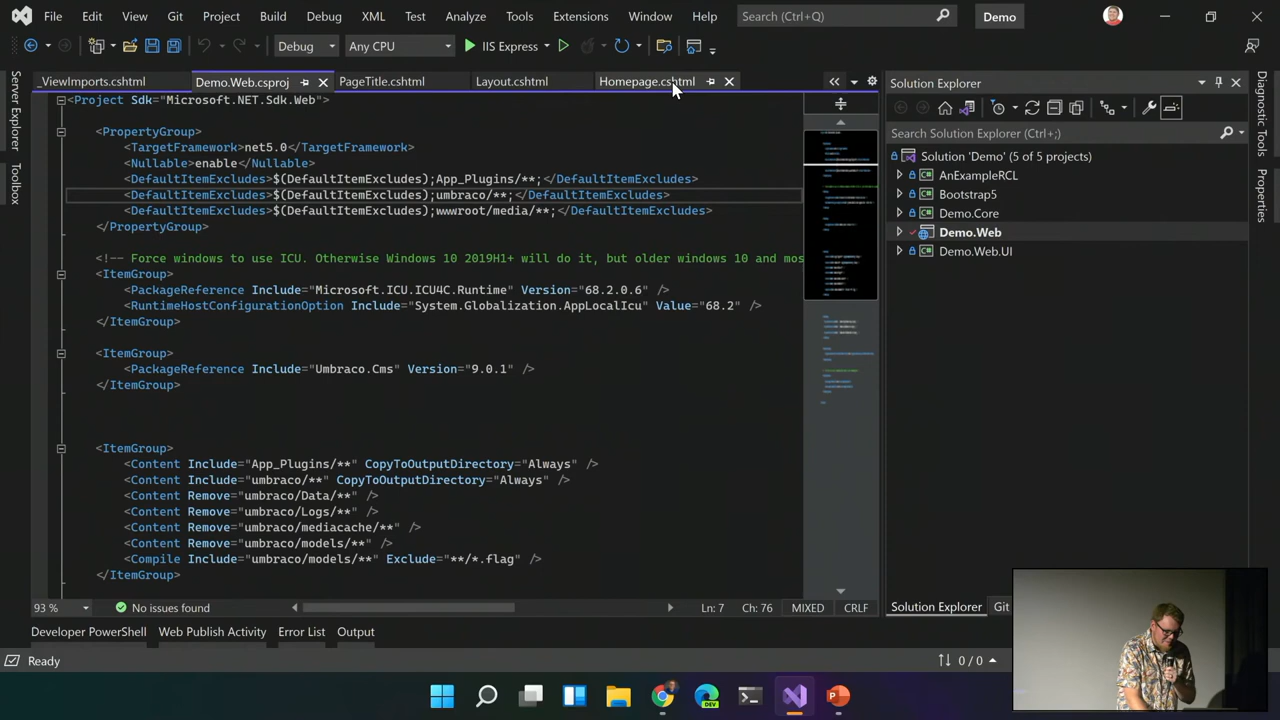 File Edit View Git Project Build Debug XML Test Analyze Tools Extensions Window Help Search (Ctrl+Q) Demo
Debug Any CPU IIS Express
_ViewImports.cshtml Demo.Web.csproj PageTitle.cshtml Layout.cshtml Homepage.cshtml
Server Explorer
Toolbox
<Project Sdk="Microsoft.NET.Sdk.Web">
<PropertyGroup>
<TargetFramework>net5.0</TargetFramework>
<Nullable>enable</Nullable>
<DefaultItemExcludes>$(DefaultItemExcludes);App_Plugins/**;</DefaultItemExcludes>
<DefaultItemExcludes>$(DefaultItemExcludes);umbraco/**;</DefaultItemExcludes>
<DefaultItemExcludes>$(DefaultItemExcludes);wwwroot/media/**;</DefaultItemExcludes>
</PropertyGroup>
<!-- Force windows to use ICU. Otherwise Windows 10 2019H1+ will do it, but older windows 10 and mos
<ItemGroup>
<PackageReference Include="Microsoft.ICU.ICU4C.Runtime" Version="68.2.0.6" />
<RuntimeHostConfigurationOption Include="System.Globalization.AppLocalIcu" Value="68.2" />
</ItemGroup>
<ItemGroup>
<PackageReference Include="Umbraco.Cms" Version="9.0.1" />
</ItemGroup>
<ItemGroup>
<Content Include="App_Plugins/**" CopyToOutputDirectory="Always" />
<Content Include="umbraco/**" CopyToOutputDirectory="Always" />
<Content Remove="umbraco/Data/**" />
<Content Remove="umbraco/Logs/**" />
<Content Remove="umbraco/mediacache/**" />
<Content Remove="umbraco/models/**" />
<Compile Include="umbraco/models/**" Exclude="**/*.flag" />
</ItemGroup>
93 % No issues found Ln: 7 Ch: 76 MIXED CRLF
Solution Explorer
Search Solution Explorer (Ctrl+;)
Solution 'Demo' (5 of 5 projects)
AnExampleRCL
Bootstrap5
Demo.Core
Demo.Web
Demo.Web.UI
Solution Explorer Git
Diagnostic Tools
Properties
Developer PowerShell Web Publish Activity Error List Output
Ready 0 / 0
DEV